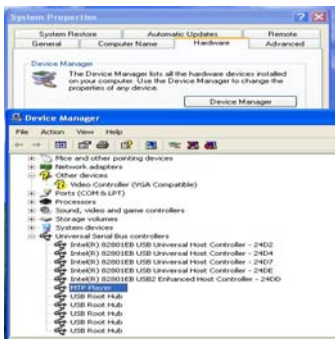 System Properties
System Restore Automatic Updates Remote
General Computer Name Hardware Advanced
Device Manager
The Device Manager lists all the hardware devices installed
on your computer. Use the Device Manager to change the
properties of any device.
Device Manager
Device Manager
File Action View Help
Mice and other pointing devices
Network adapters
Other devices
Video Controller (VGA Compatible)
Ports (COM & LPT)
Processors
Sound, video and game controllers
Storage volumes
System devices
Universal Serial Bus controllers
Intel(R) 82801EB USB Universal Host Controller - 24D2
Intel(R) 82801EB USB Universal Host Controller - 24D4
Intel(R) 82801EB USB Universal Host Controller - 24D7
Intel(R) 82801EB USB Universal Host Controller - 24DE
Intel(R) 82801EB USB2 Enhanced Host Controller - 24DD
MTP Player
USB Root Hub
USB Root Hub
USB Root Hub
USB Root Hub
USB Root Hub